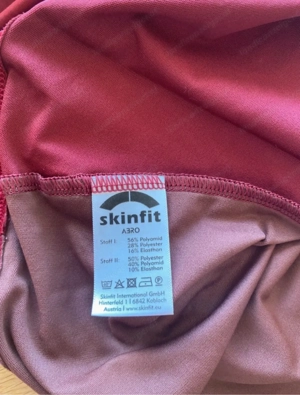 skinfit
ABRO
Stoff I: 56% Polyamid
28% Polyester
16% Elasthan
Stoff II: 50% Polyester
40% Polyamid
10% Elasthan
Skinfit International GmbH
Hinterfeld 1 | 6842 Koblach
Austria | www.skinfit.eu